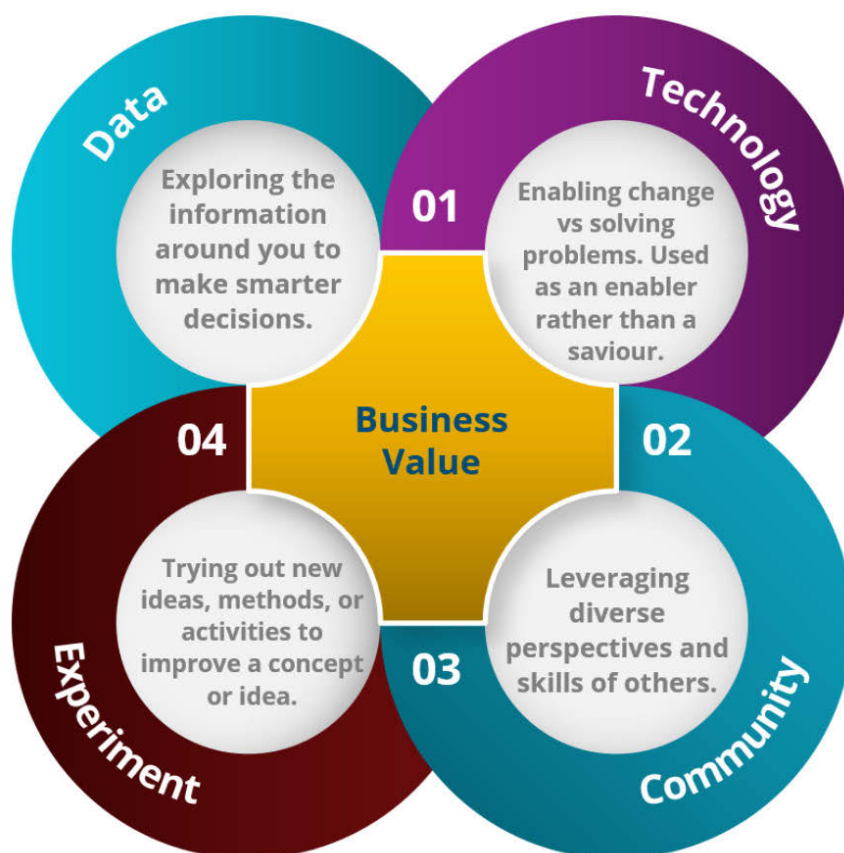 Data
Exploring the
information
around you to
make smarter
decisions.
01
Technology
Enabling change
vs solving
problems. Used
as an enabler
rather than a
saviour.
Business
Value
04
02
Experiment
Trying out new
ideas, methods, or
activities to
improve a concept
or idea.
03
Community
Leveraging
diverse
perspectives and
skills of others.